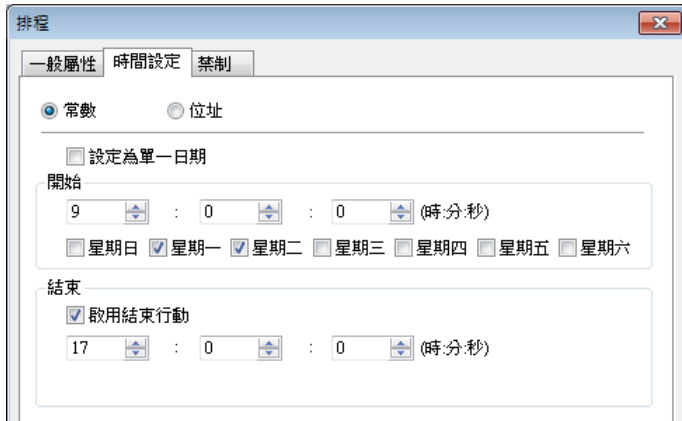 排程
一般屬性 時間設定 禁制
常數 位址
設定為單一日期
開始
9 : 0 : 0 (時:分:秒)
星期日 星期一 星期二 星期三 星期四 星期五 星期六
結束
啟用結束行動
17 : 0 : 0 (時:分:秒)